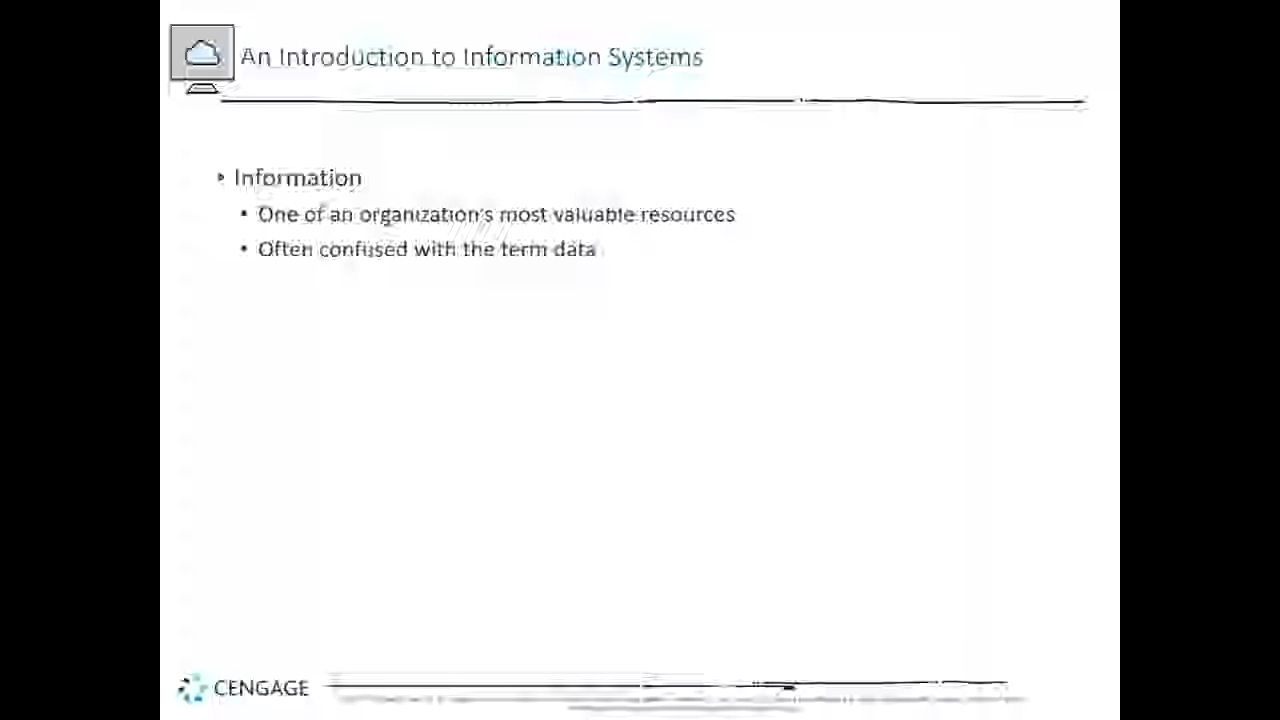 An Introduction to Information Systems
Information
One of an organization's most valuable resources
Often confused with the term data
CENGAGE